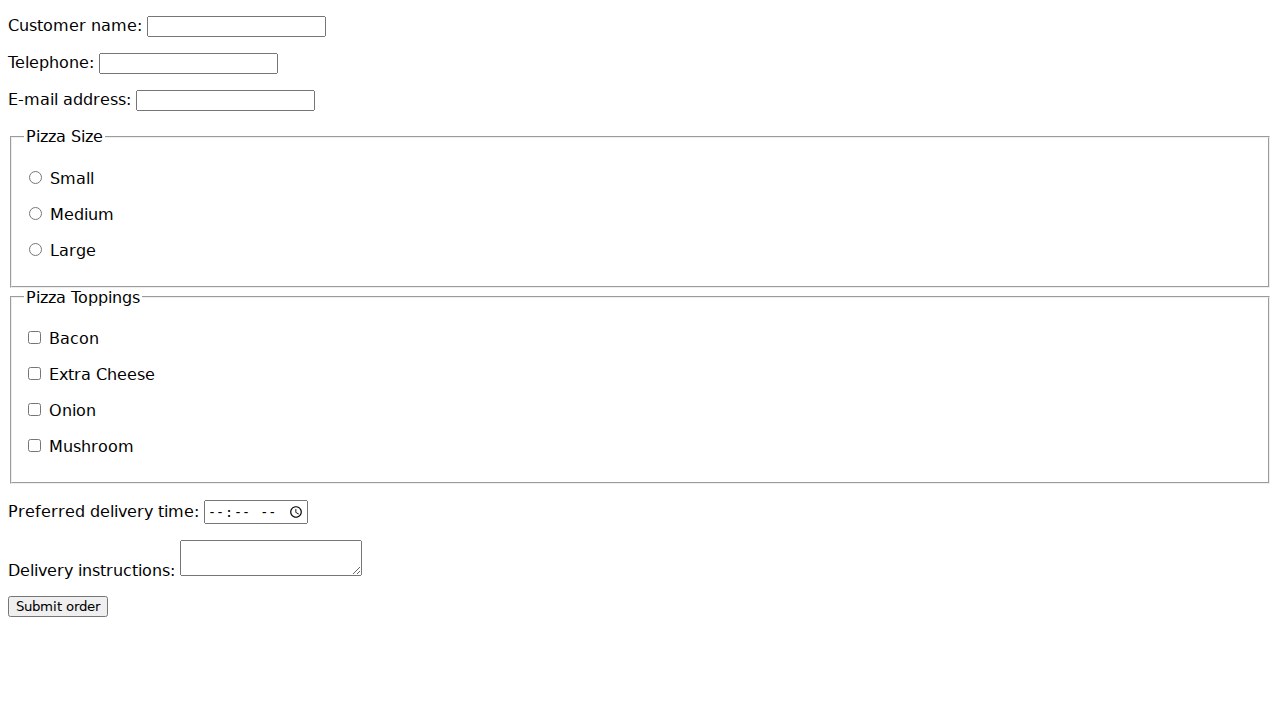 Customer name:
Telephone:
E-mail address:
Pizza Size
Small
Medium
Large
Pizza Toppings
Bacon
Extra Cheese
Onion
Mushroom
Preferred delivery time: --:-- --
Delivery instructions:
Submit order